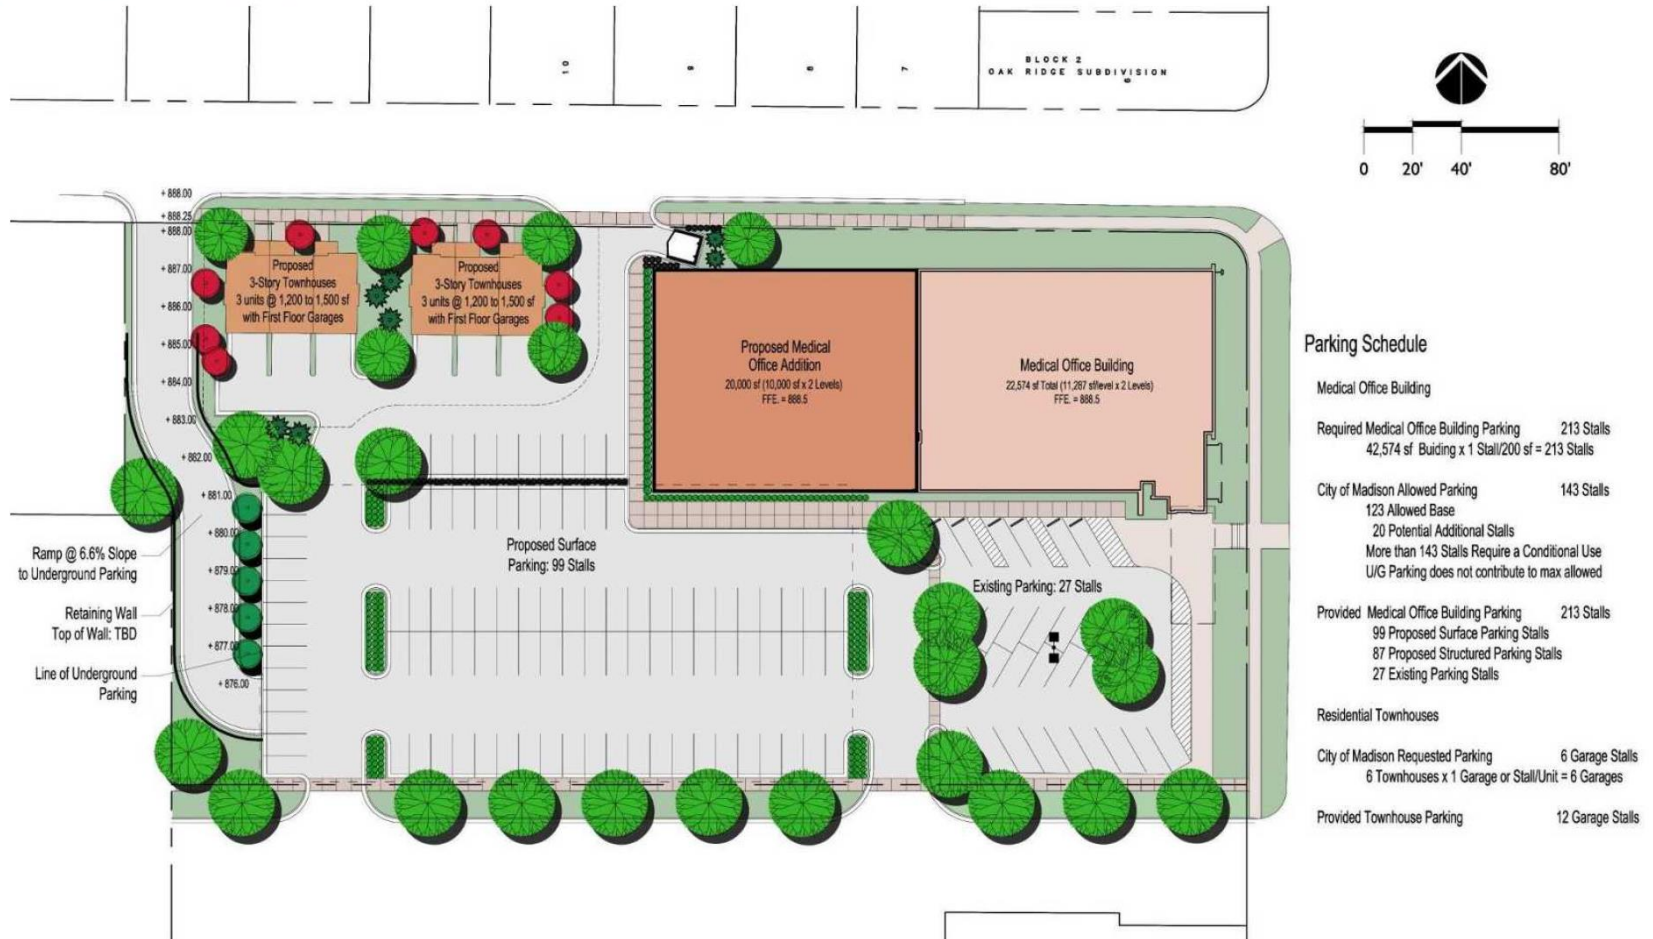 BLOCK 2
OAK RIDGE SUBDIVISION
10
9
8
7
6
0 20' 40' 80'
+ 888.00
+ 888.25
+ 888.00
+ 887.00
+ 886.00
+ 885.00
+ 884.00
+ 883.00
+ 882.00
+ 881.00
+ 880.00
+ 879.00
+ 878.00
+ 877.00
+ 876.00
Proposed
3-Story Townhouses
3 units @ 1,200 to 1,500 sf
with First Floor Garages
Proposed
3-Story Townhouses
3 units @ 1,200 to 1,500 sf
with First Floor Garages
Proposed Medical
Office Addition
20,000 sf (10,000 sf x 2 Levels)
FFE. = 888.5
Medical Office Building
22,574 sf Total (11,287 sf/level x 2 Levels)
FFE. = 888.5
Ramp @ 6.6% Slope
to Underground Parking
Retaining Wall
Top of Wall: TBD
Line of Underground
Parking
Proposed Surface
Parking: 99 Stalls
Existing Parking: 27 Stalls
Parking Schedule
Medical Office Building
Required Medical Office Building Parking 213 Stalls
42,574 sf Buiding x 1 Stall/200 sf = 213 Stalls
City of Madison Allowed Parking 143 Stalls
123 Allowed Base
20 Potential Additional Stalls
More than 143 Stalls Require a Conditional Use
U/G Parking does not contribute to max allowed
Provided Medical Office Building Parking 213 Stalls
99 Proposed Surface Parking Stalls
87 Proposed Structured Parking Stalls
27 Existing Parking Stalls
Residential Townhouses
City of Madison Requested Parking 6 Garage Stalls
6 Townhouses x 1 Garage or Stall/Unit = 6 Garages
Provided Townhouse Parking 12 Garage Stalls